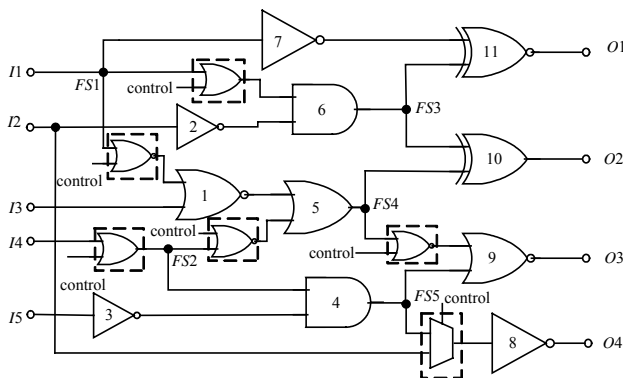 7
11
O1
I1
FS1
control
6
FS3
I2
2
10
O2
control
1
I3
5
FS4
control
I4
FS2
control
9
O3
control
4
FS5
control
I5
3
8
O4